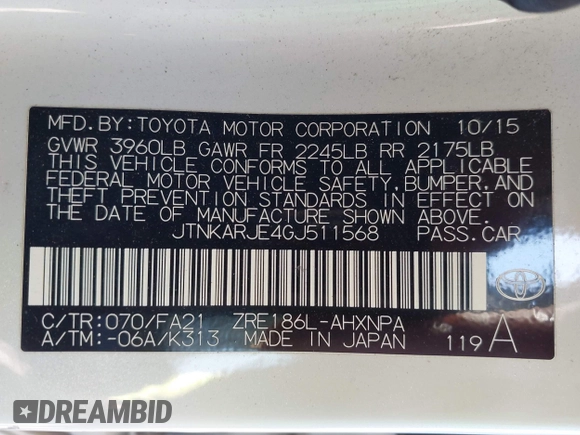 MFD.BY:TOYOTA MOTOR CORPORATION 10/15
GVWR 3960LB GAWR FR 2245LB RR 2175LB
THIS VEHICLE CONFORMS TO ALL APPLICABLE
FEDERAL MOTOR VEHICLE SAFETY,BUMPER,AND
THEFT PREVENTION STANDARDS IN EFFECT ON
THE DATE OF MANUFACTURE SHOWN ABOVE.
JTNKARJE4GJ511568 PASS.CAR
C/TR:070/FA21 ZRE186L-AHXNPA
A/TM:-06A/K313 MADE IN JAPAN 119 A
DREAMBID